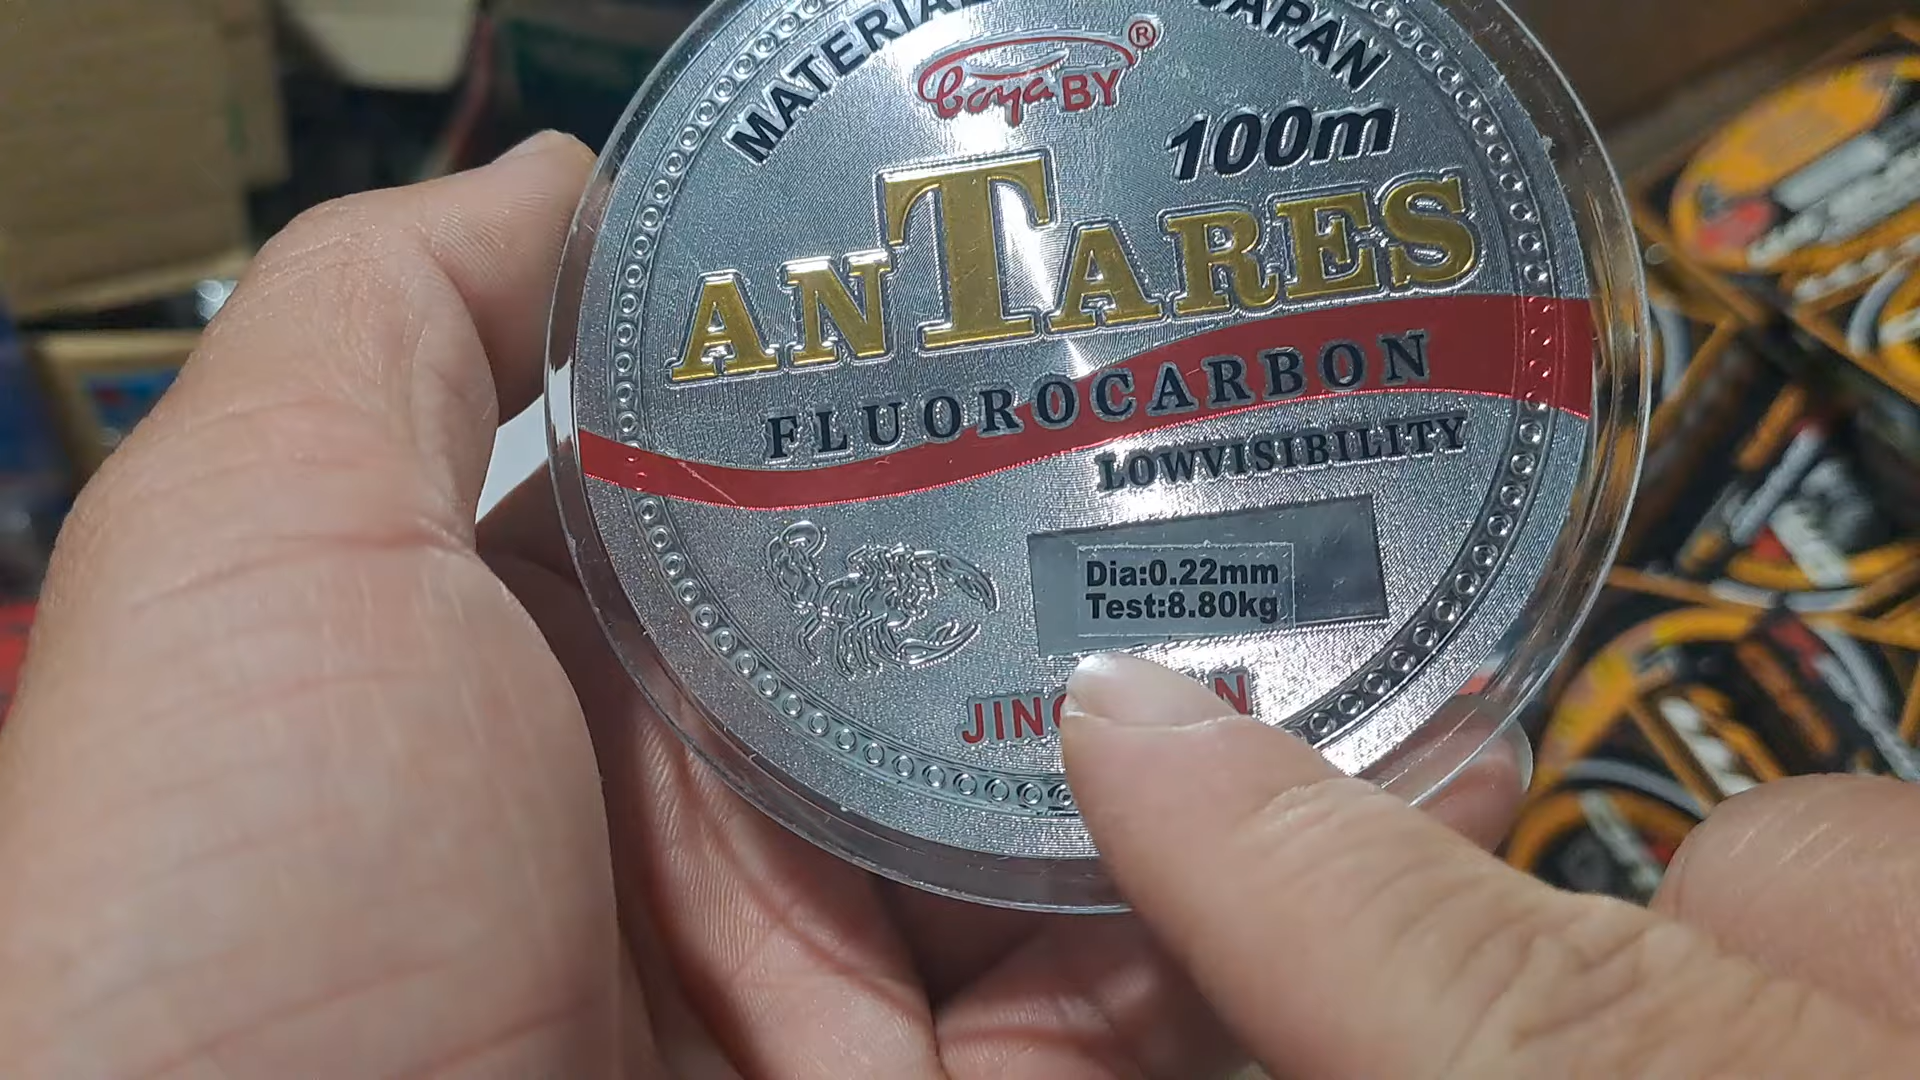 MATERIAL JAPAN
BoyaBY®
100m
ANTARES
FLUOROCARBON
LOWVISIBILITY
Dia:0.22mm
Test:8.80kg